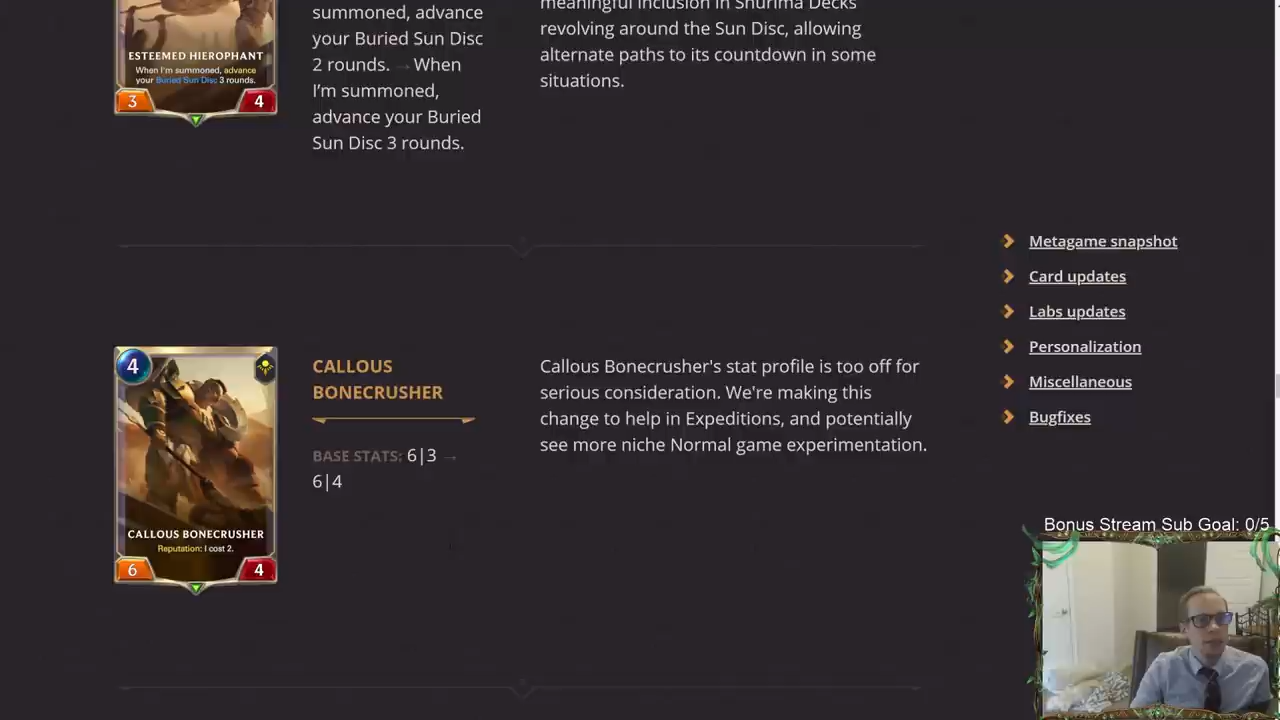 ESTEEMED HIEROPHANT
When I'm summoned, advance
your Buried Sun Disc 3 rounds.
3
4
summoned, advance
your Buried Sun Disc
2 rounds. → When
I'm summoned,
advance your Buried
Sun Disc 3 rounds.
meaningful inclusion in Shurima Decks
revolving around the Sun Disc, allowing
alternate paths to its countdown in some
situations.
Metagame snapshot
Card updates
Labs updates
Personalization
Miscellaneous
Bugfixes
4
CALLOUS BONECRUSHER
Reputation: I cost 2.
6
4
CALLOUS
BONECRUSHER
BASE STATS: 6|3 →
6|4
Callous Bonecrusher's stat profile is too off for
serious consideration. We're making this
change to help in Expeditions, and potentially
see more niche Normal game experimentation.
Bonus Stream Sub Goal: 0/5